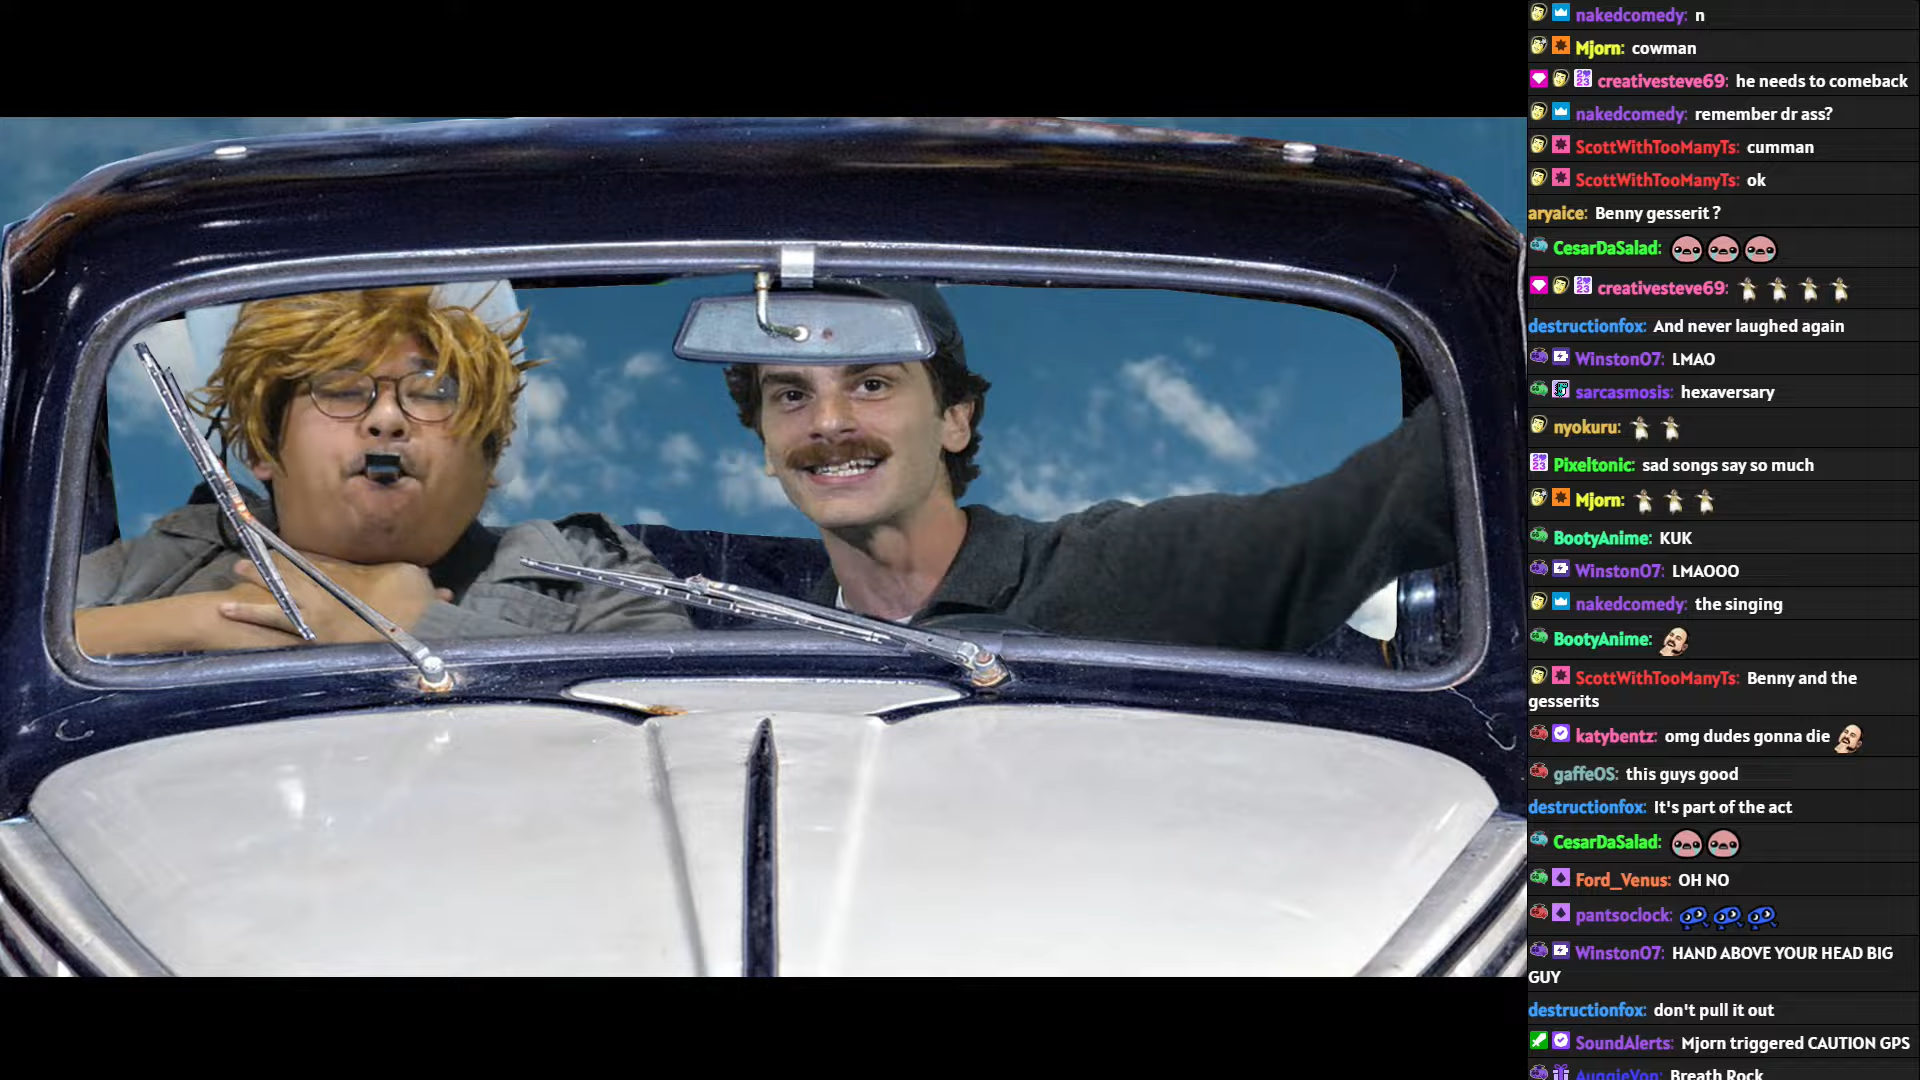 nakedcomedy: n
Mjorn: cowman
creativesteve69: he needs to comeback
nakedcomedy: remember dr ass?
ScottWithTooManyTs: cumman
ScottWithTooManyTs: ok
aryaice: Benny gesserit ?
CesarDaSalad:
creativesteve69:
destructionfox: And never laughed again
Winston07: LMAO
sarcasmosis: hexaversary
nyokuru:
Pixeltonic: sad songs say so much
Mjorn:
BootyAnime: KUK
Winston07: LMAOOO
nakedcomedy: the singing
BootyAnime:
ScottWithTooManyTs: Benny and the
gesserits
katybentz: omg dudes gonna die
gaffeOS: this guys good
destructionfox: It's part of the act
CesarDaSalad:
Ford_Venus: OH NO
pantsoclock:
Winston07: HAND ABOVE YOUR HEAD BIG
GUY
destructionfox: don't pull it out
SoundAlerts: Mjorn triggered CAUTION GPS
AuggieVon: Breath Rock